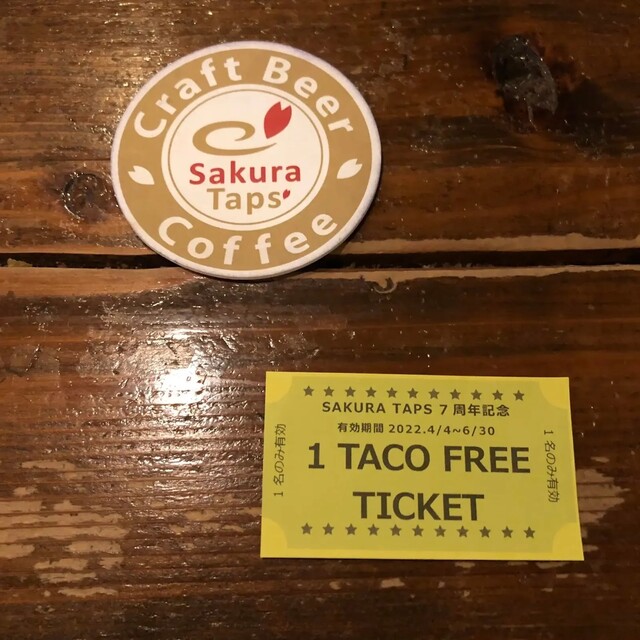 Craft Beer
Sakura
Taps
Coffee
SAKURA TAPS 7周年記念
有効期間 2022.4/4~6/30
1 TACO FREE
TICKET
1名のみ有効
1名のみ有効